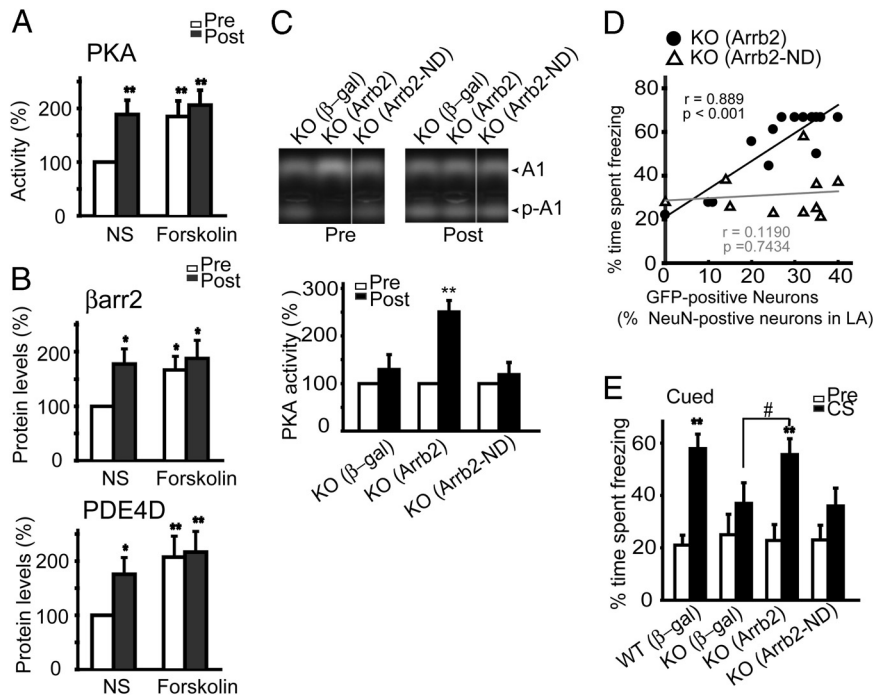 A
PKA
Pre
Post
Activity (%)
200
100
0
**
**
**
NS
Forskolin
B
βarr2
Pre
Post
Protein levels (%)
200
100
0
*
*
*
NS
Forskolin
PDE4D
Protein levels (%)
200
100
0
*
**
**
NS
Forskolin
C
KO (β–gal)
KO (Arrb2)
KO (Arrb2-ND)
KO (β–gal)
KO (Arrb2)
KO (Arrb2-ND)
A1
p-A1
Pre
Post
Pre
Post
PKA activity (%)
300
200
100
0
**
KO (β–gal)
KO (Arrb2)
KO (Arrb2-ND)
D
KO (Arrb2)
KO (Arrb2-ND)
% time spent freezing
80
60
40
20
0
r = 0.889
p < 0.001
r = 0.1190
p =0.7434
0
10
20
30
40
GFP-positive Neurons
(% NeuN-postive neurons in LA)
E
Cued
Pre
CS
% time spent freezing
60
40
20
0
**
#
**
WT (β–gal)
KO (β–gal)
KO (Arrb2)
KO (Arrb2-ND)